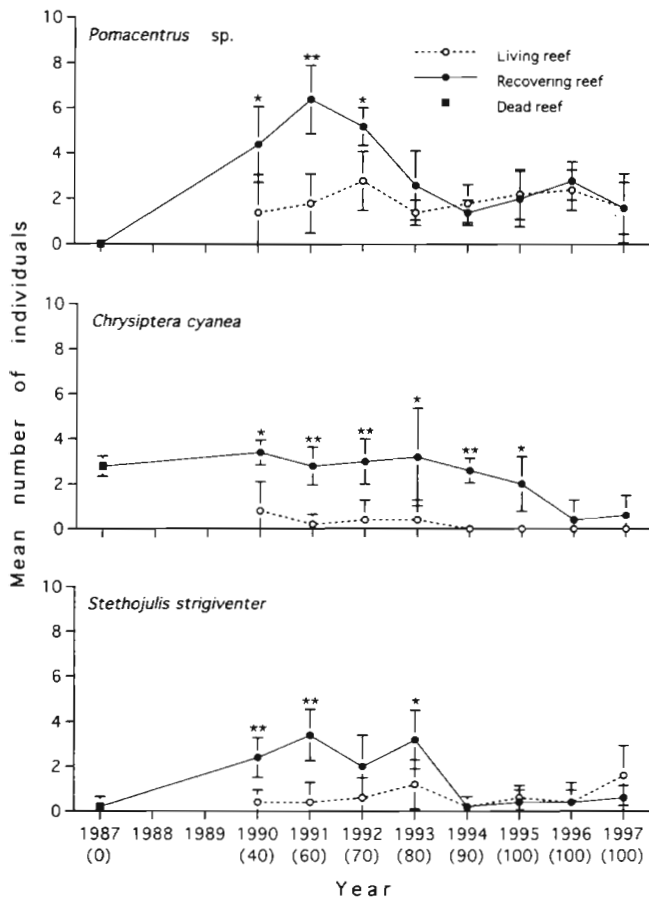 Pomacentrus sp.
Living reef
Recovering reef
Dead reef
10
8
6
4
2
0
* ** *
Mean number of individuals
Chrysiptera cyanea
10
8
6
4
2
0
* ** ** * ** *
Stethojulis strigiventer
10
8
6
4
2
0
** ** *
1987 1988 1989 1990 1991 1992 1993 1994 1995 1996 1997
(0) (40) (60) (70) (80) (90) (100) (100) (100)
Year